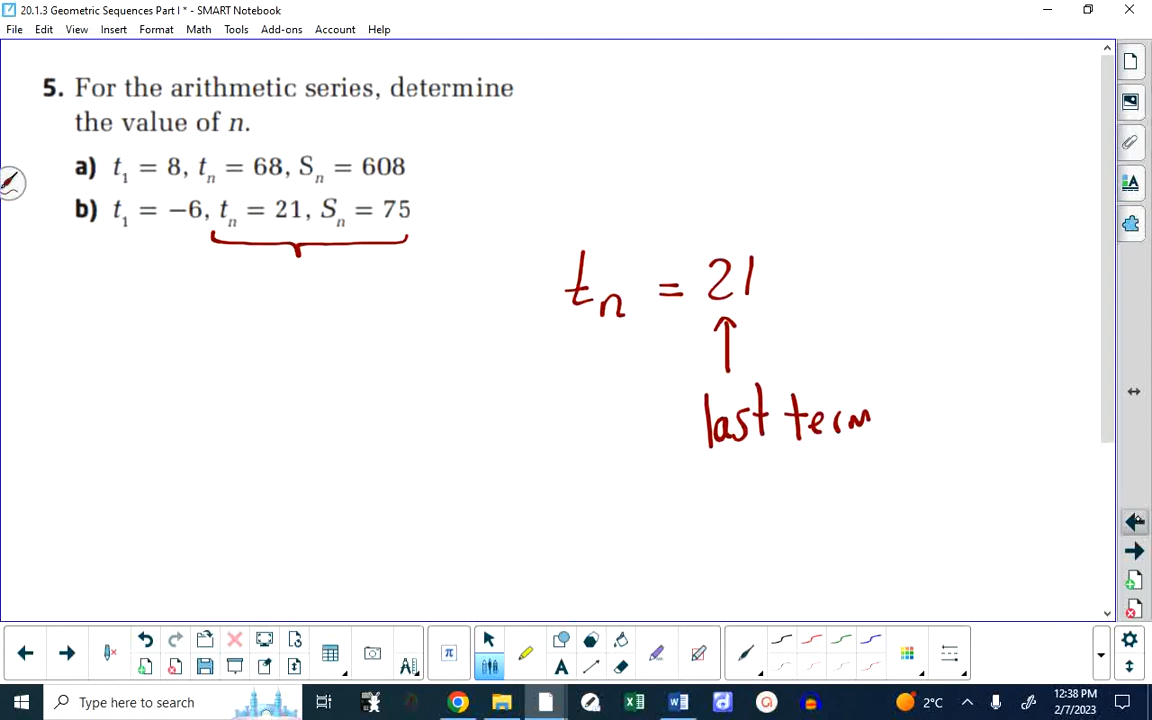 20.1.3 Geometric Sequences Part I * - SMART Notebook
File Edit View Insert Format Math Tools Add-ons Account Help
5. For the arithmetic series, determine
the value of n.
a) t₁ = 8, tₙ = 68, Sₙ = 608
b) t₁ = −6, tₙ = 21, Sₙ = 75
tₙ = 21
last term
π
A
Type here to search
2°C
12:38 PM
2/7/2023